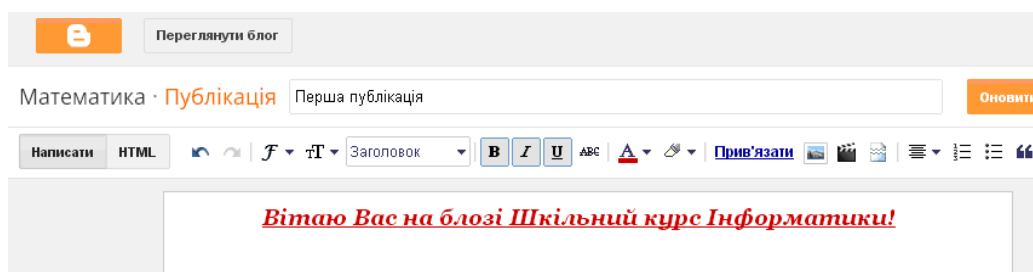 Переглянути блог
Математика · Публікація Перша публікація Оновити
Написати HTML F тT Заголовок B I U ABC A Прив'язати
Вітаю Вас на блозі Шкільний курс Інформатики!